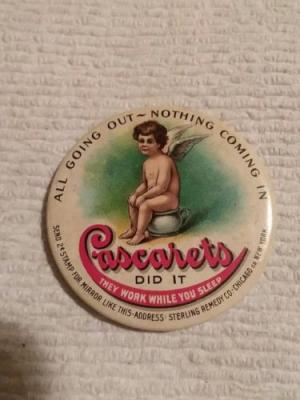 ALL GOING OUT ~ NOTHING COMING IN
Cascarets
DID IT
THEY WORK WHILE YOU SLEEP
SEND 2¢ STAMP FOR MIRROR LIKE THIS-ADDRESS: STERLING REMEDY CO. CHICAGO OR NEW YORK